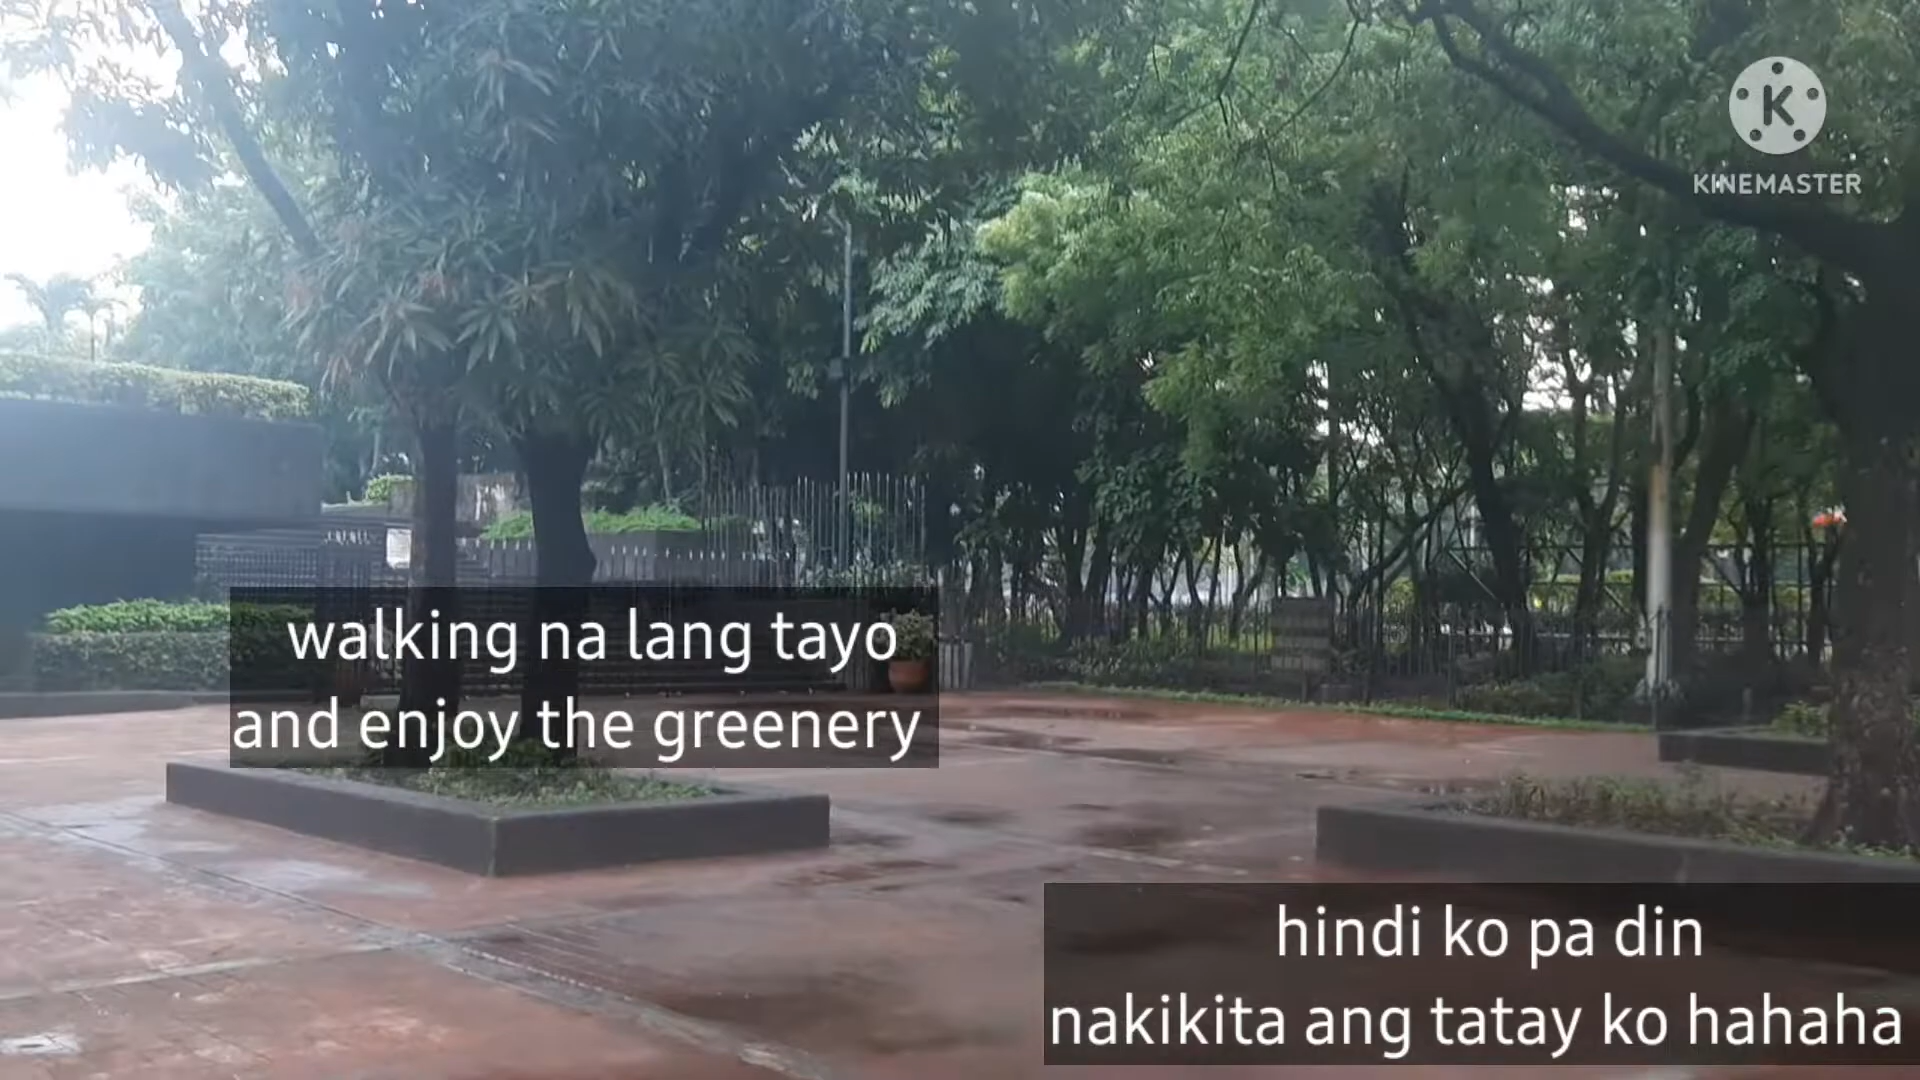 K
KINEMASTER
walking na lang tayo
and enjoy the greenery
hindi ko pa din
nakikita ang tatay ko hahaha